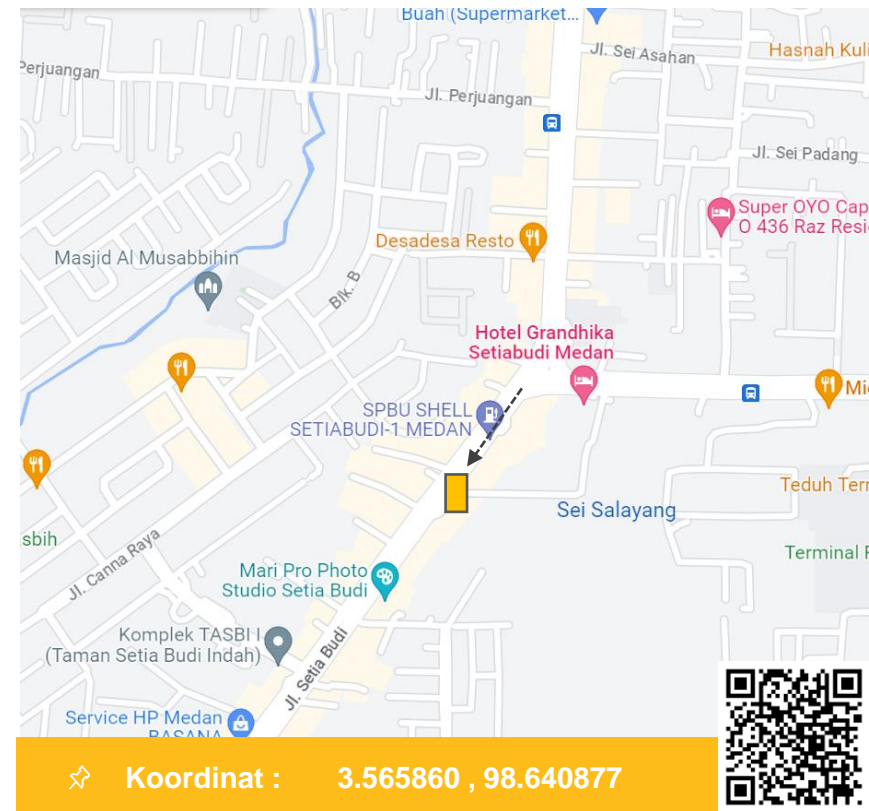 Buah (Supermarket...
Jl. Sei Asahan
Hasnah Kuli
Perjuangan
Jl. Perjuangan
Jl. Sei Padang
Super OYO Cap
O 436 Raz Resi
Desadesa Resto
Masjid Al Musabbihin
Blk. B
Hotel Grandhika
Setiabudi Medan
Mi
SPBU SHELL
SETIABUDI-1 MEDAN
Teduh Terr
Sei Salayang
sbih
Jl. Canna Raya
Terminal
Mari Pro Photo
Studio Setia Budi
Komplek TASBI I
(Taman Setia Budi Indah)
Jl. Setia Budi
Service HP Medan
BASANA
Koordinat : 3.565860 , 98.640877